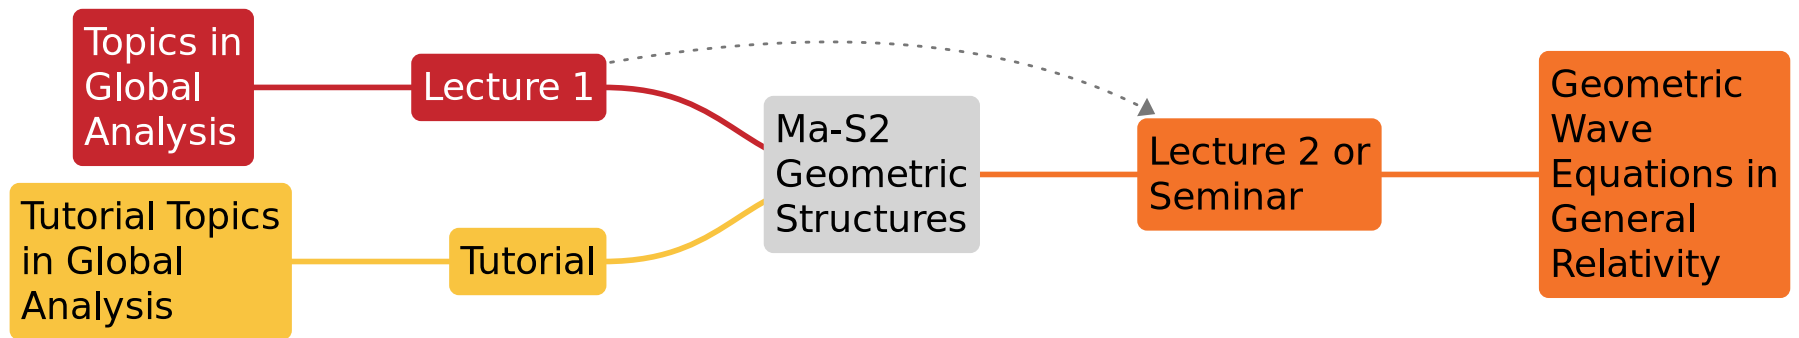 Topics in
Global
Analysis
Lecture 1
Tutorial Topics
in Global
Analysis
Tutorial
Ma-S2
Geometric
Structures
Lecture 2 or
Seminar
Geometric
Wave
Equations in
General
Relativity